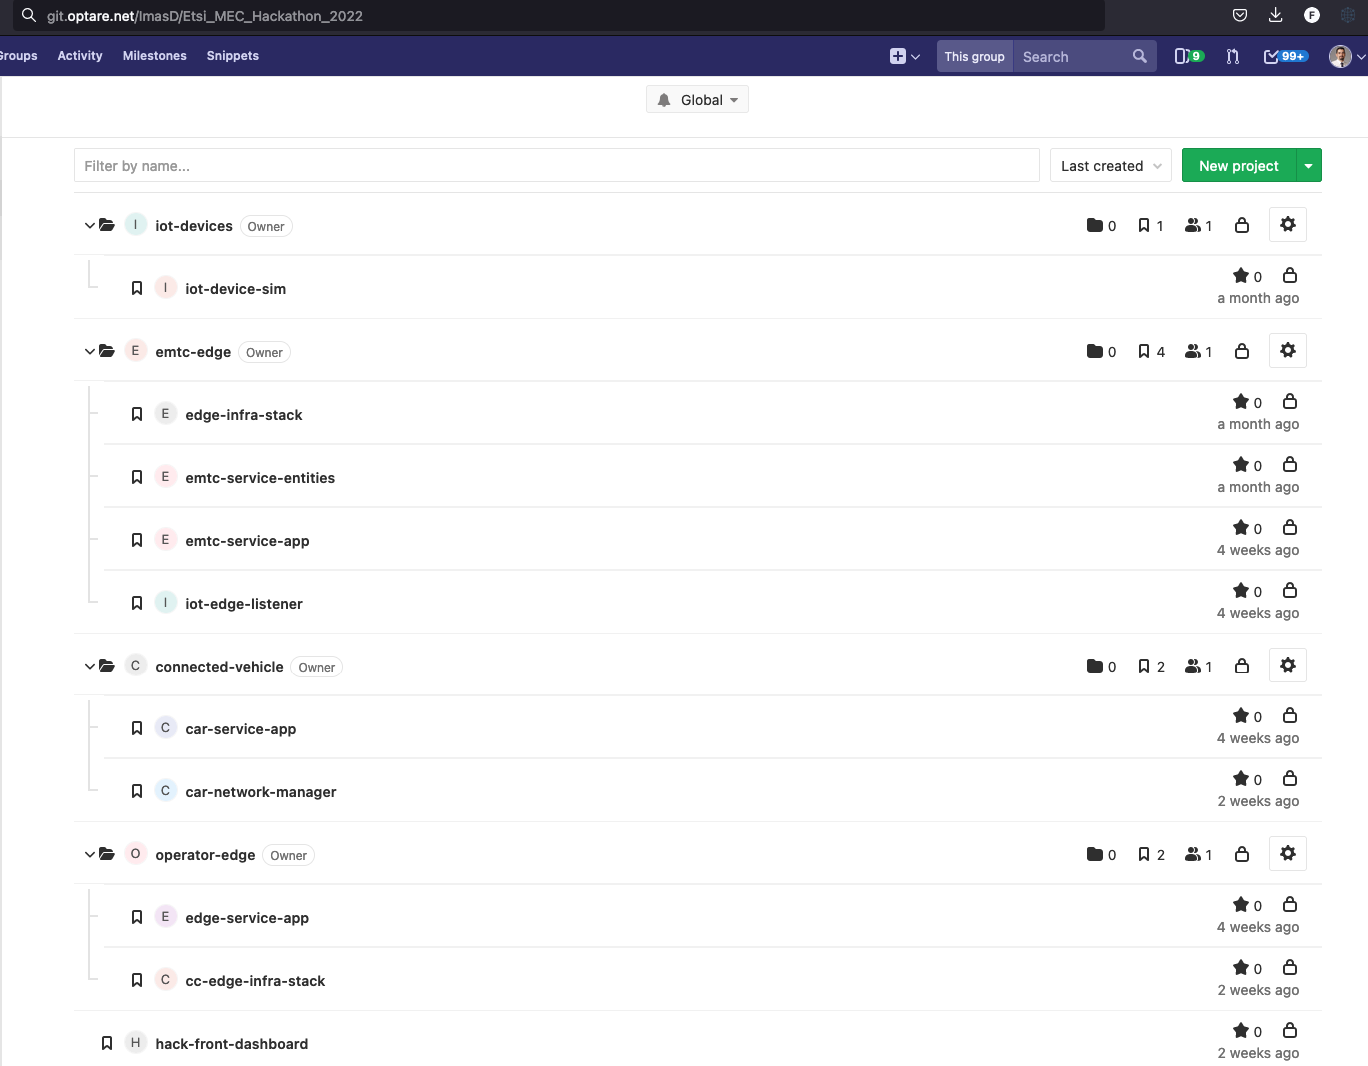 git.optare.net/ImasD/Etsi_MEC_Hackathon_2022
F
Groups Activity Milestones Snippets This group Search 9 99+
Global
Filter by name... Last created New project
I iot-devices Owner 0 1 1
I iot-device-sim 0
a month ago
E emtc-edge Owner 0 4 1
E edge-infra-stack 0
a month ago
E emtc-service-entities 0
a month ago
E emtc-service-app 0
4 weeks ago
I iot-edge-listener 0
4 weeks ago
C connected-vehicle Owner 0 2 1
C car-service-app 0
4 weeks ago
C car-network-manager 0
2 weeks ago
O operator-edge Owner 0 2 1
E edge-service-app 0
4 weeks ago
C cc-edge-infra-stack 0
2 weeks ago
H hack-front-dashboard 0
2 weeks ago